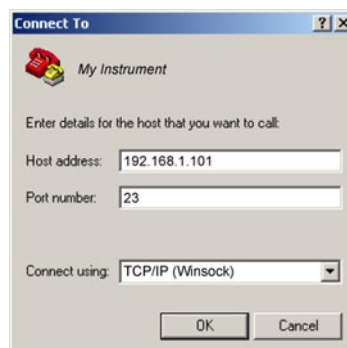 Connect To
My Instrument
Enter details for the host that you want to call:
Host address: 192.168.1.101
Port number: 23
Connect using: TCP/IP (Winsock)
OK Cancel